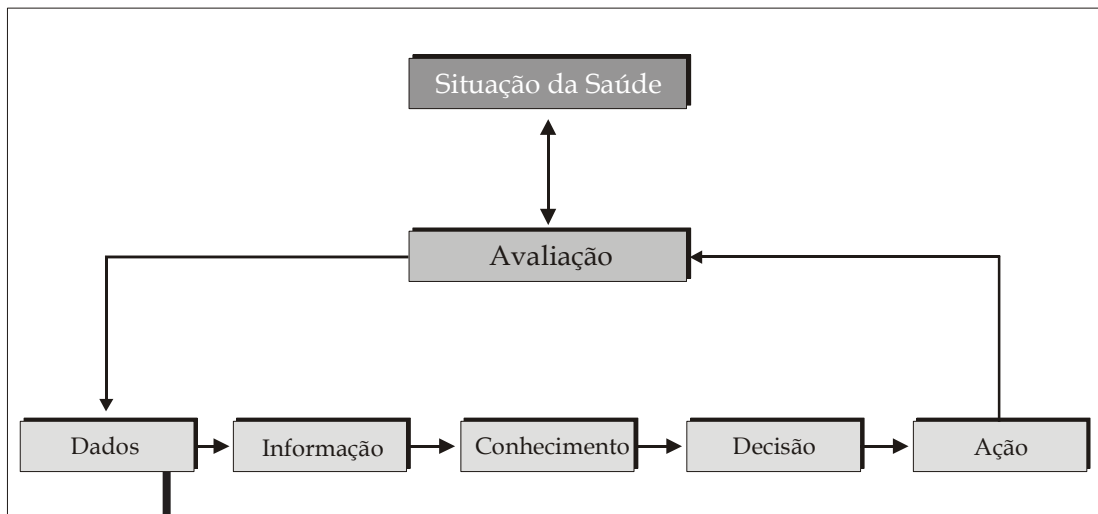 Situação da Saúde
Avaliação
Dados
Informação
Conhecimento
Decisão
Ação